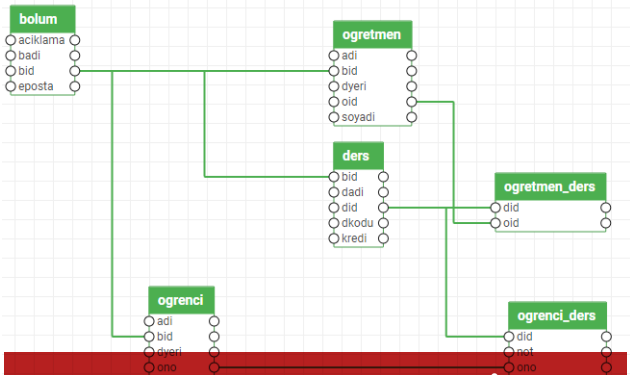 bolum
aciklama
badi
bid
eposta
ogretmen
adi
bid
dyeri
oid
soyadi
ders
bid
dadi
did
dkodu
kredi
ogretmen_ders
did
oid
ogrenci
adi
bid
dyeri
ono
ogrenci_ders
did
not
ono